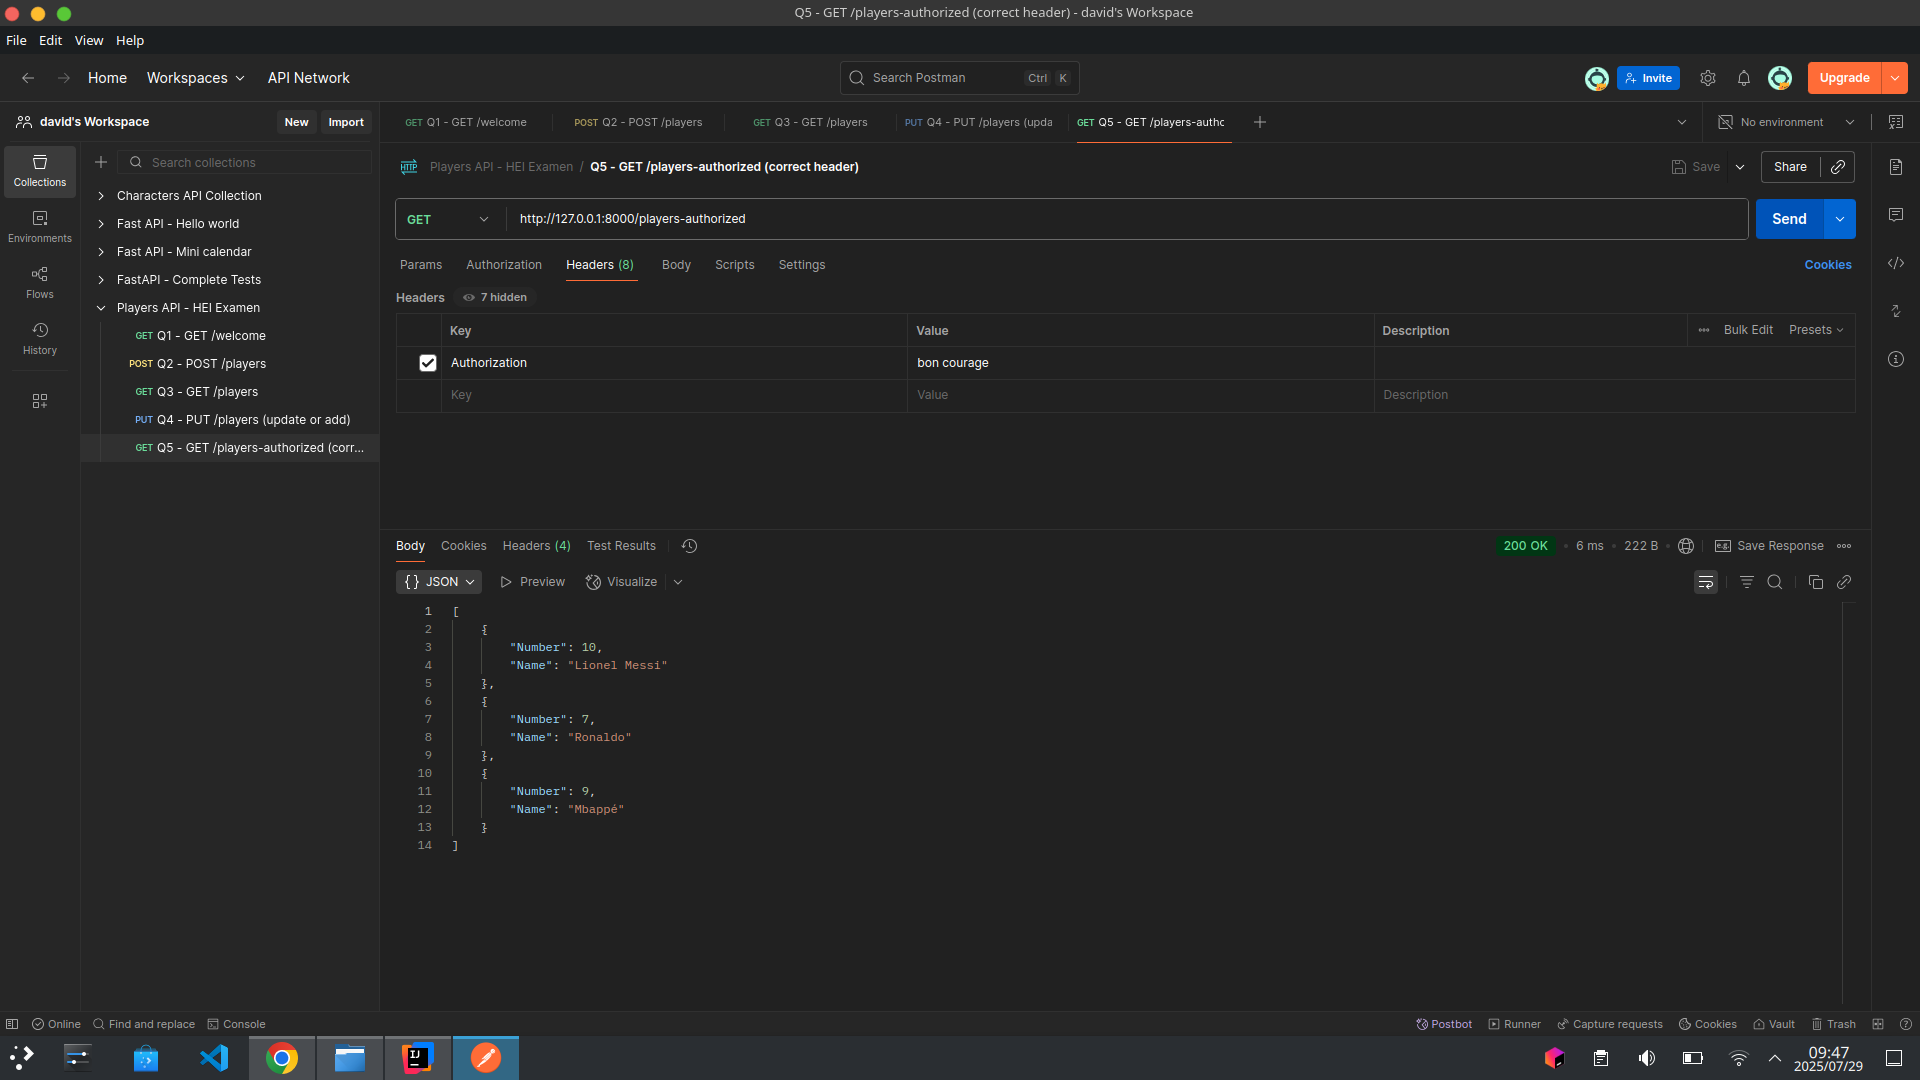 Q5 - GET /players-authorized (correct header) - david's Workspace
File Edit View Help
Home Workspaces API Network
Search Postman Ctrl K
Invite
Upgrade
david's Workspace New Import
GET Q1 - GET /welcome POST Q2 - POST /players GET Q3 - GET /players PUT Q4 - PUT /players (upda GET Q5 - GET /players-authc
No environment
Collections
Environments
Flows
History
Search collections
Characters API Collection
Fast API - Hello world
Fast API - Mini calendar
FastAPI - Complete Tests
Players API - HEI Examen
GET Q1 - GET /welcome
POST Q2 - POST /players
GET Q3 - GET /players
PUT Q4 - PUT /players (update or add)
GET Q5 - GET /players-authorized (corr...
HTTP Players API - HEI Examen / Q5 - GET /players-authorized (correct header)
Save Share
GET http://127.0.0.1:8000/players-authorized Send
Params Authorization Headers (8) Body Scripts Settings Cookies
Headers 7 hidden
Key Value Description Bulk Edit Presets
Authorization bon courage
Key Value Description
Body Cookies Headers (4) Test Results
200 OK • 6 ms • 222 B • e.g. Save Response
{} JSON Preview Visualize
1 [
2 {
3 "Number": 10,
4 "Name": "Lionel Messi"
5 },
6 {
7 "Number": 7,
8 "Name": "Ronaldo"
9 },
10 {
11 "Number": 9,
12 "Name": "Mbappé"
13 }
14 ]
Online Find and replace Console
Postbot Runner Capture requests Cookies Vault Trash
IJ
09:47
2025/07/29